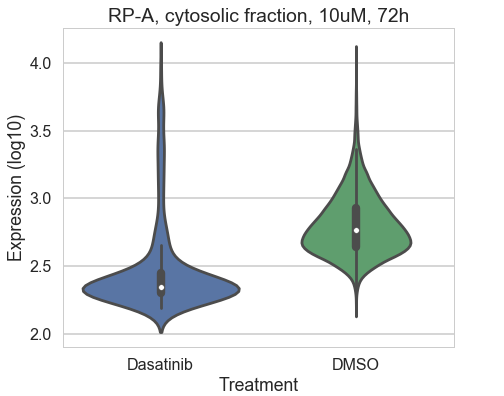 RP-A, cytosolic fraction, 10uM, 72h
Expression (log10)
4.0
3.5
3.0
2.5
2.0
Dasatinib DMSO
Treatment